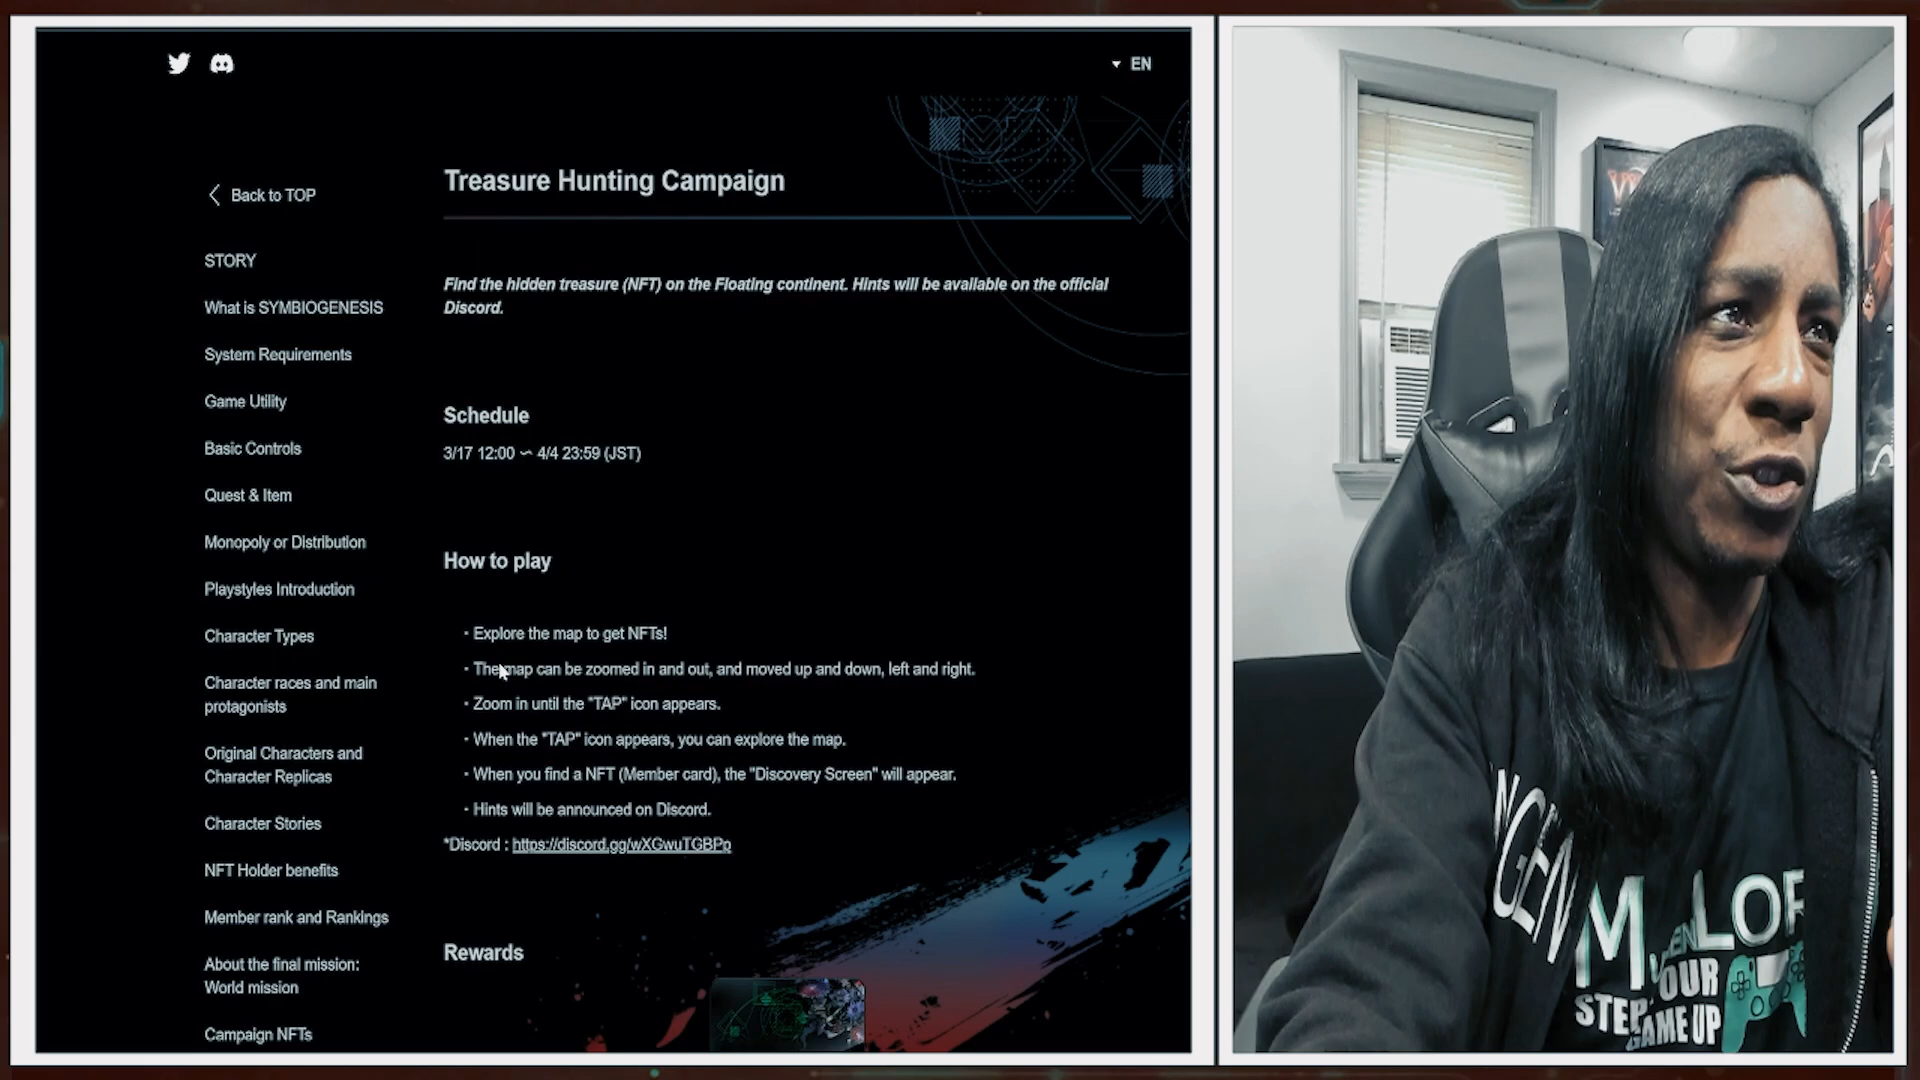 EN
Back to TOP
STORY
What is SYMBIOGENESIS
System Requirements
Game Utility
Basic Controls
Quest & Item
Monopoly or Distribution
Playstyles Introduction
Character Types
Character races and main
protagonists
Original Characters and
Character Replicas
Character Stories
NFT Holder benefits
Member rank and Rankings
About the final mission:
World mission
Campaign NFTs
Treasure Hunting Campaign
Find the hidden treasure (NFT) on the Floating continent. Hints will be available on the official
Discord.
Schedule
3/17 12:00 ~ 4/4 23:59 (JST)
How to play
・Explore the map to get NFTs!
・The map can be zoomed in and out, and moved up and down, left and right.
・Zoom in until the "TAP" icon appears.
・When the "TAP" icon appears, you can explore the map.
・When you find a NFT (Member card), the "Discovery Screen" will appear.
・Hints will be announced on Discord.
*Discord : https://discord.gg/wXGwuTGBPp
Rewards
STEP
GAME UP